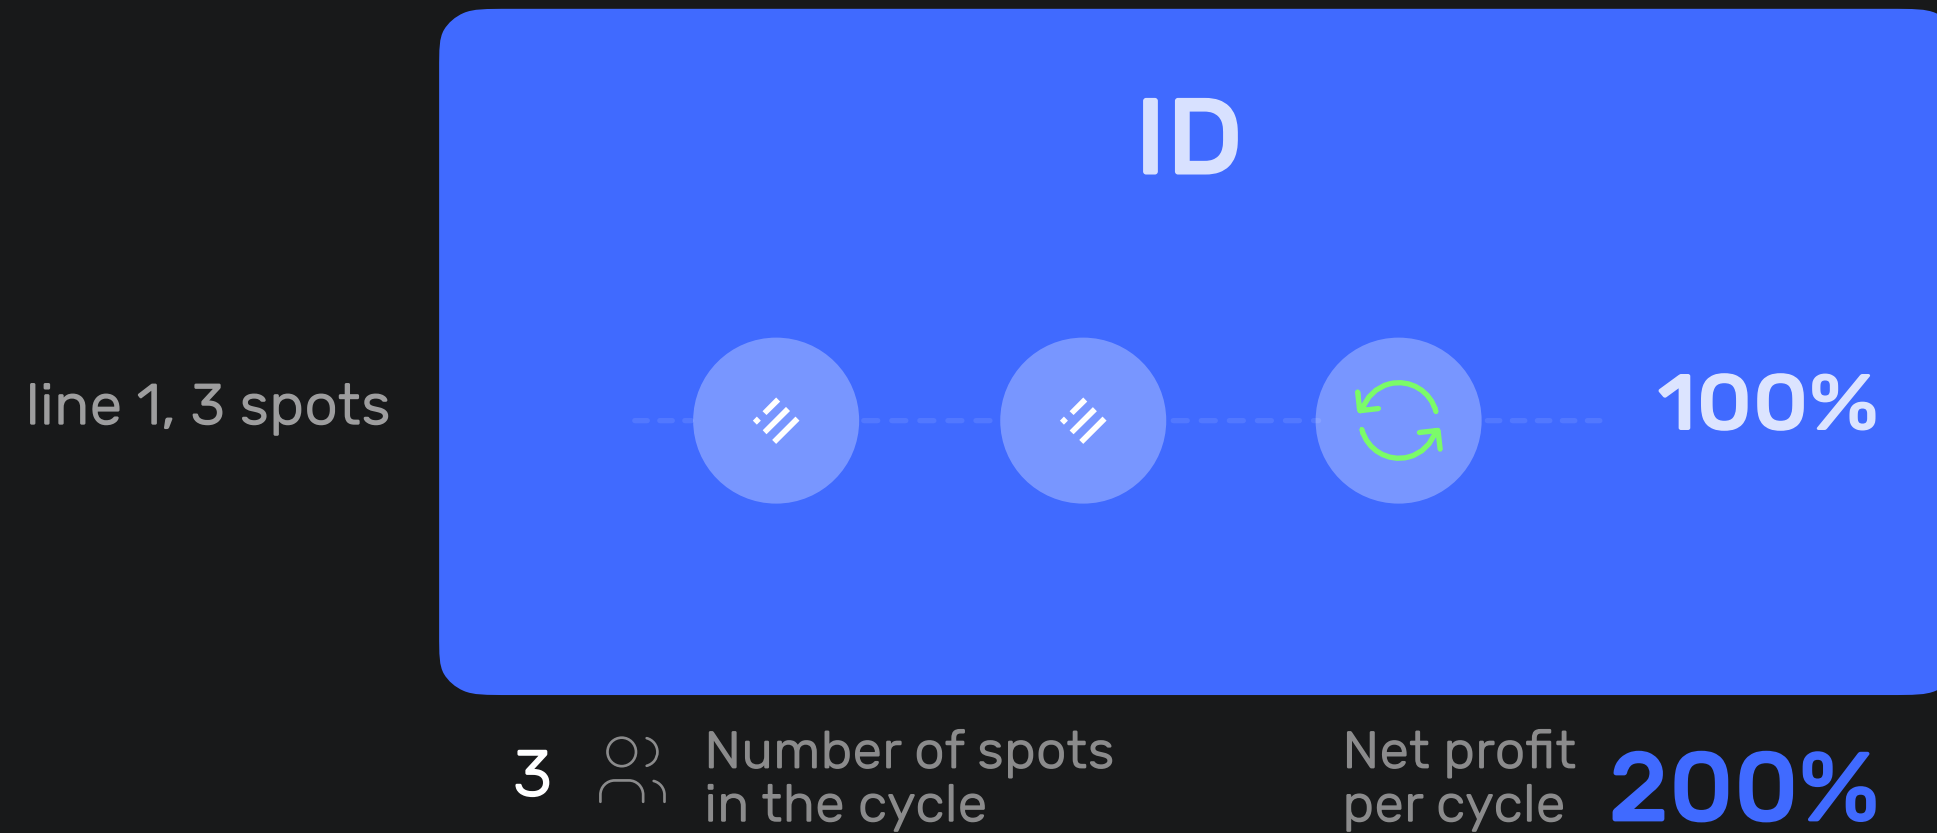 ID
line 1, 3 spots
100%
3
Number of spots
in the cycle
Net profit
per cycle
200%